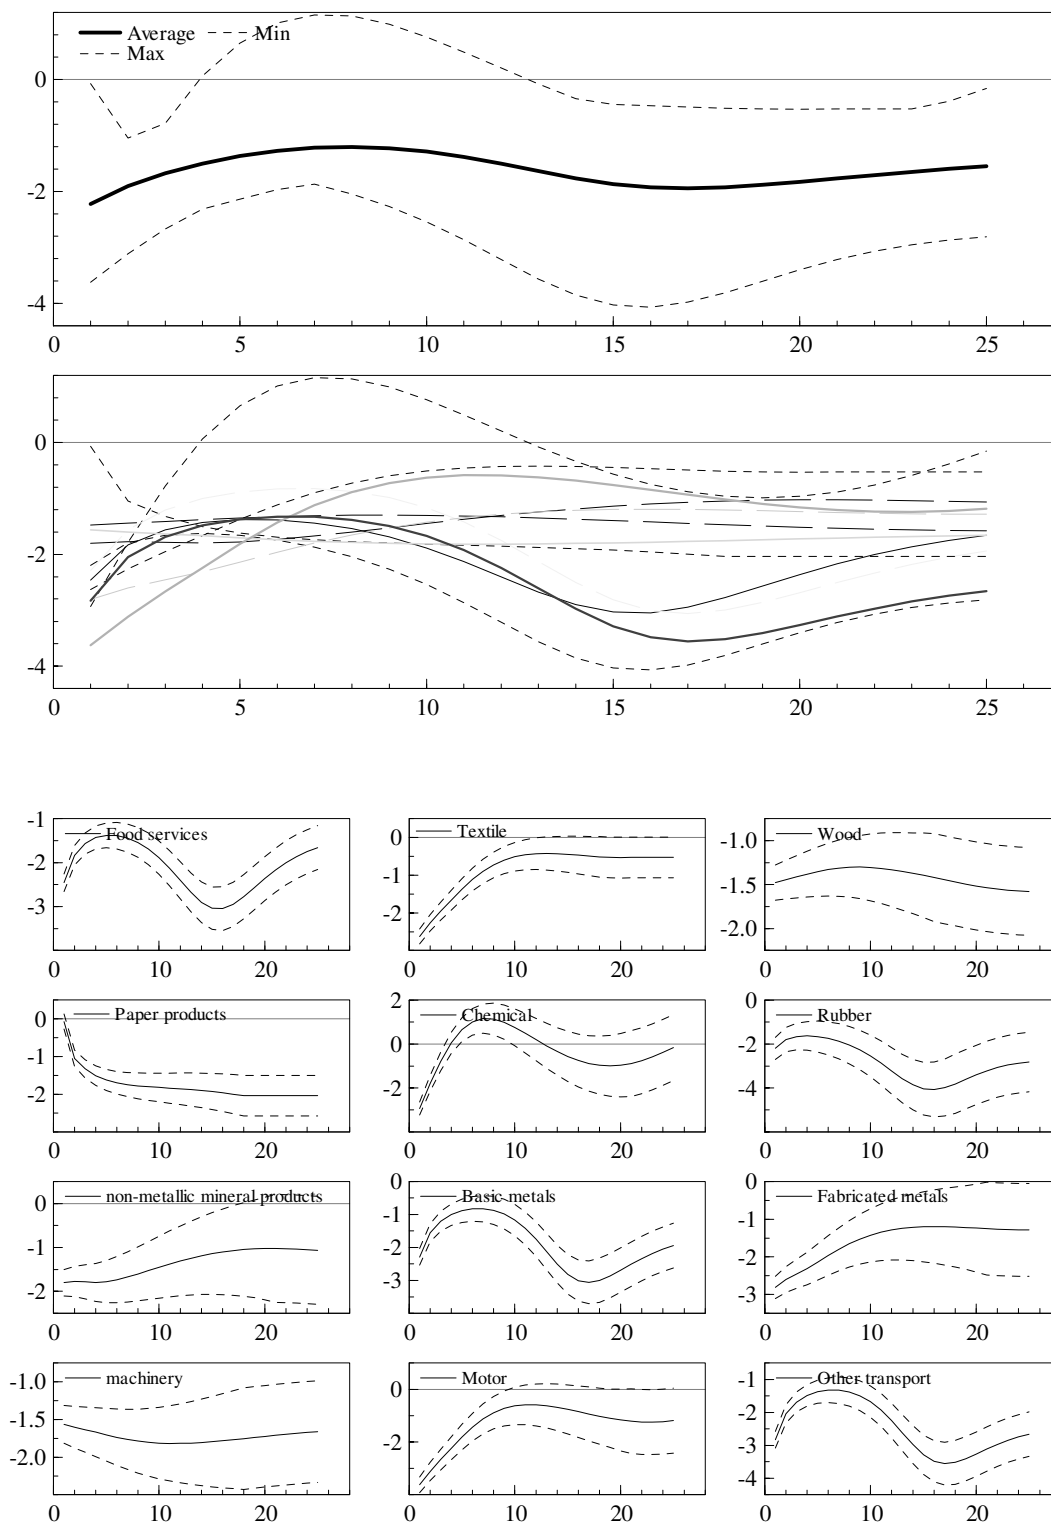 Average Min
Max
0
-2
-4
0 5 10 15 20 25
0
-2
-4
0 5 10 15 20 25
-1
-2
-3
Food services
0 10 20
0
-1
-2
Textile
0 10 20
-1.0
-1.5
-2.0
Wood
0 10 20
0
-1
-2
Paper products
0 10 20
2
0
-2
Chemical
0 10 20
0
-2
-4
Rubber
0 10 20
0
-1
-2
non-metallic mineral products
0 10 20
0
-1
-2
-3
Basic metals
0 10 20
0
-1
-2
-3
Fabricated metals
0 10 20
-1.0
-1.5
-2.0
machinery
0 10 20
0
-2
Motor
0 10 20
-1
-2
-3
-4
Other transport
0 10 20